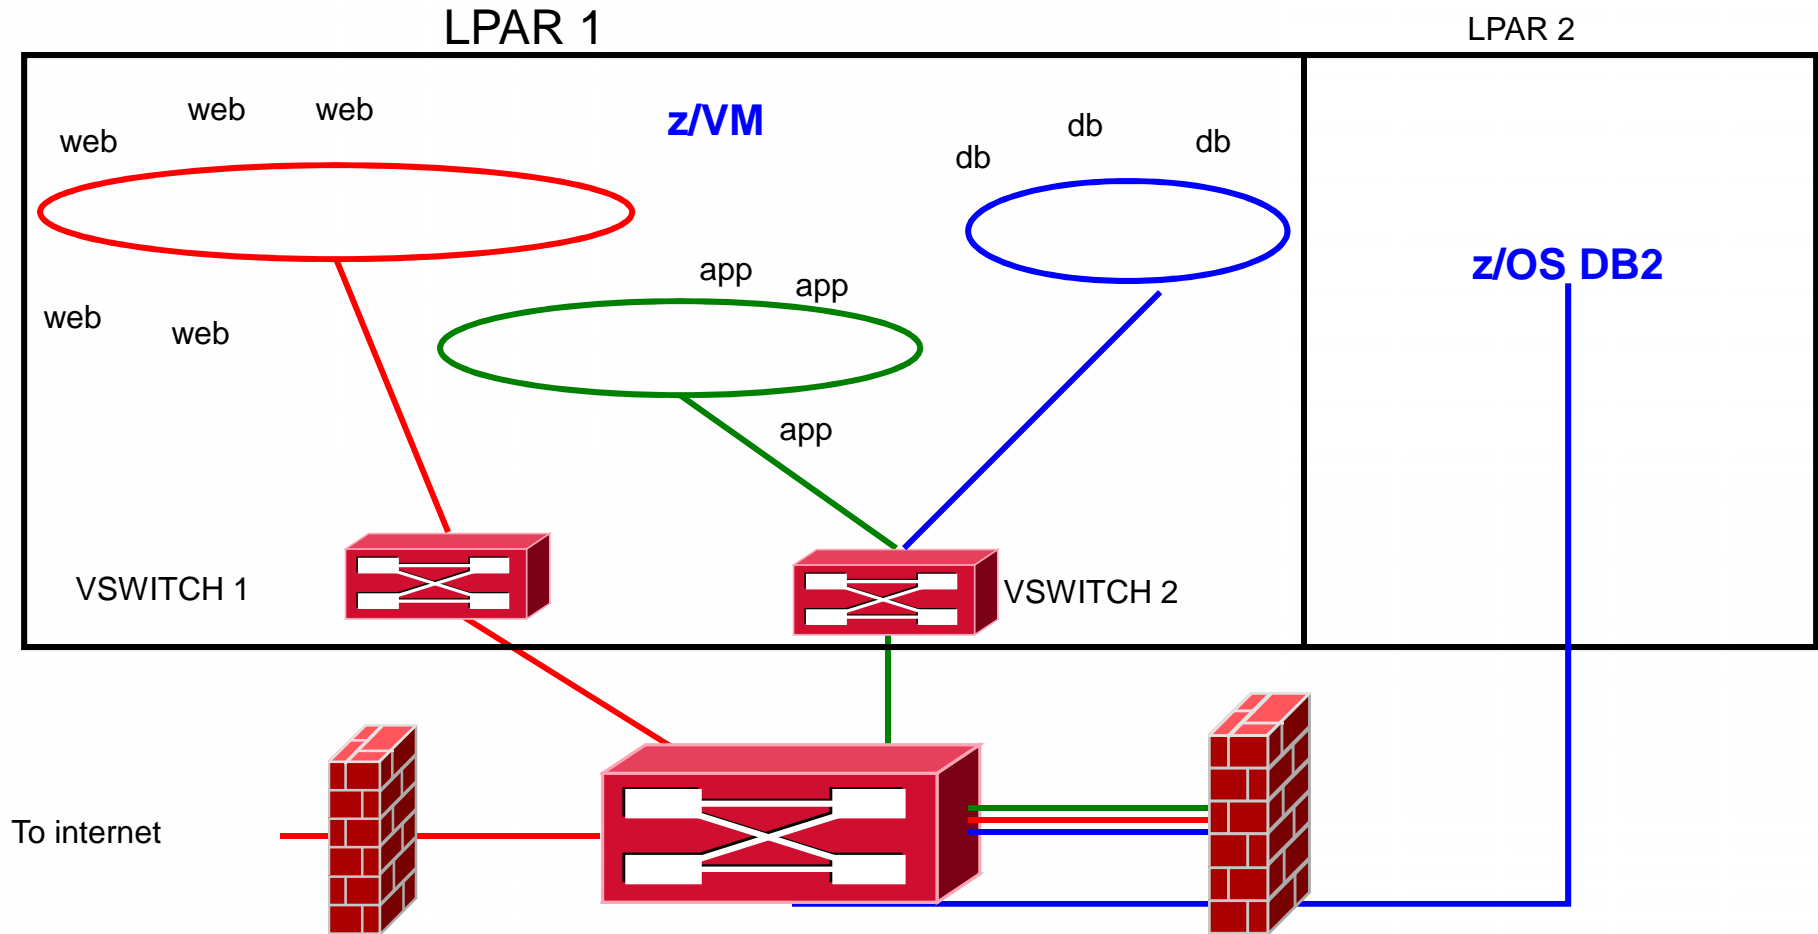 LPAR 1
LPAR 2
web
web
web
z/VM
db
db
db
web
web
app
app
app
z/OS DB2
VSWITCH 1
VSWITCH 2
To internet